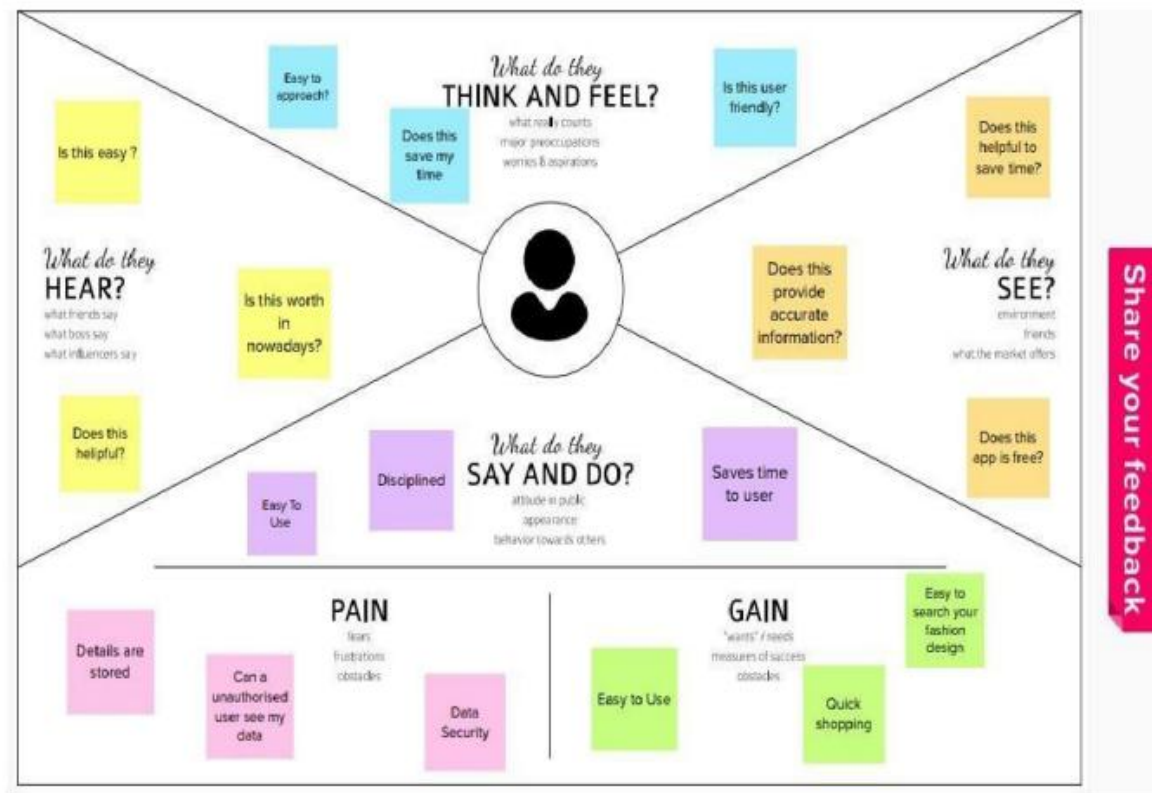 What do they
THINK AND FEEL?
what really counts
major preoccupations
worries & aspirations
Easy to
approach?
Does this
save my
time
Is this user
friendly?
Is this easy ?
What do they
HEAR?
what friends say
what boss say
what influencers say
Is this worth
in
nowadays?
Does this
helpful?
Does this
helpful to
save time?
What do they
SEE?
environment
friends
what the market offers
Does this
provide
accurate
information?
Does this
app is free?
What do they
SAY AND DO?
attitude in public
appearance
behavior towards others
Easy To
Use
Disciplined
Saves time
to user
PAIN
fears
frustrations
obstacles
Details are
stored
Can a
unauthorised
user see my
data
Data
Security
GAIN
"wants" / needs
measures of success
obstacles
Easy to Use
Quick
shopping
Easy to
search your
fashion
design
Share your feedback